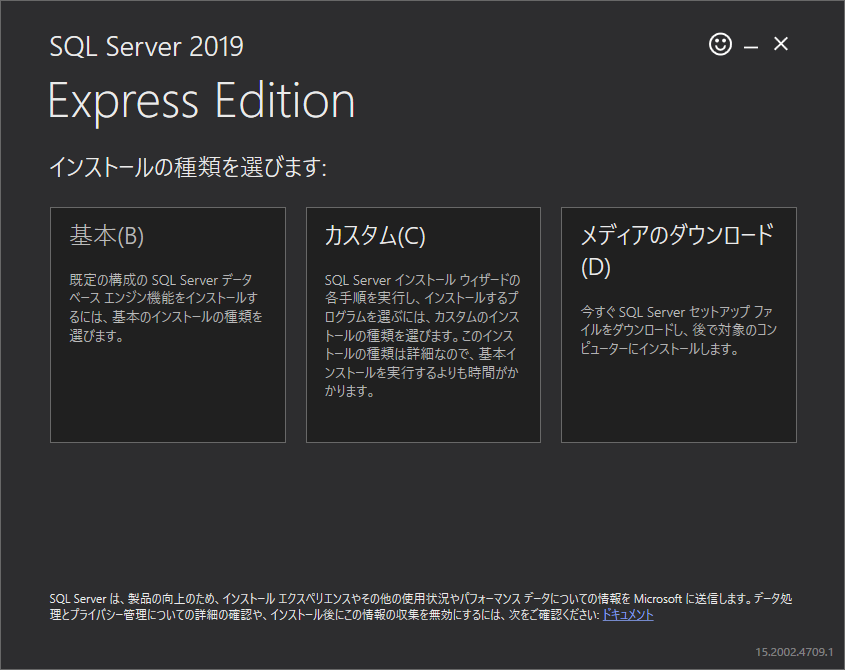 SQL Server 2019
Express Edition
インストールの種類を選びます:
基本(B)
既定の構成の SQL Server データ
ベース エンジン機能をインストールす
るには、基本のインストールの種類を
選びます。
カスタム(C)
SQL Server インストール ウィザードの
各手順を実行し、インストールするプ
ログラムを選ぶには、カスタムのインス
トールの種類を選びます。このインス
トールの種類は詳細なので、基本イ
ンストールを実行するよりも時間がか
かります。
メディアのダウンロード
(D)
今すぐ SQL Server セットアップ ファ
イルをダウンロードし、後で対象のコン
ピューターにインストールします。
SQL Server は、製品の向上のため、インストール エクスペリエンスやその他の使用状況やパフォーマンス データについての情報を Microsoft に送信します。データ処
理とプライバシー管理についての詳細の確認や、インストール後にこの情報の収集を無効にするには、次をご確認ください: ドキュメント
15.2002.4709.1